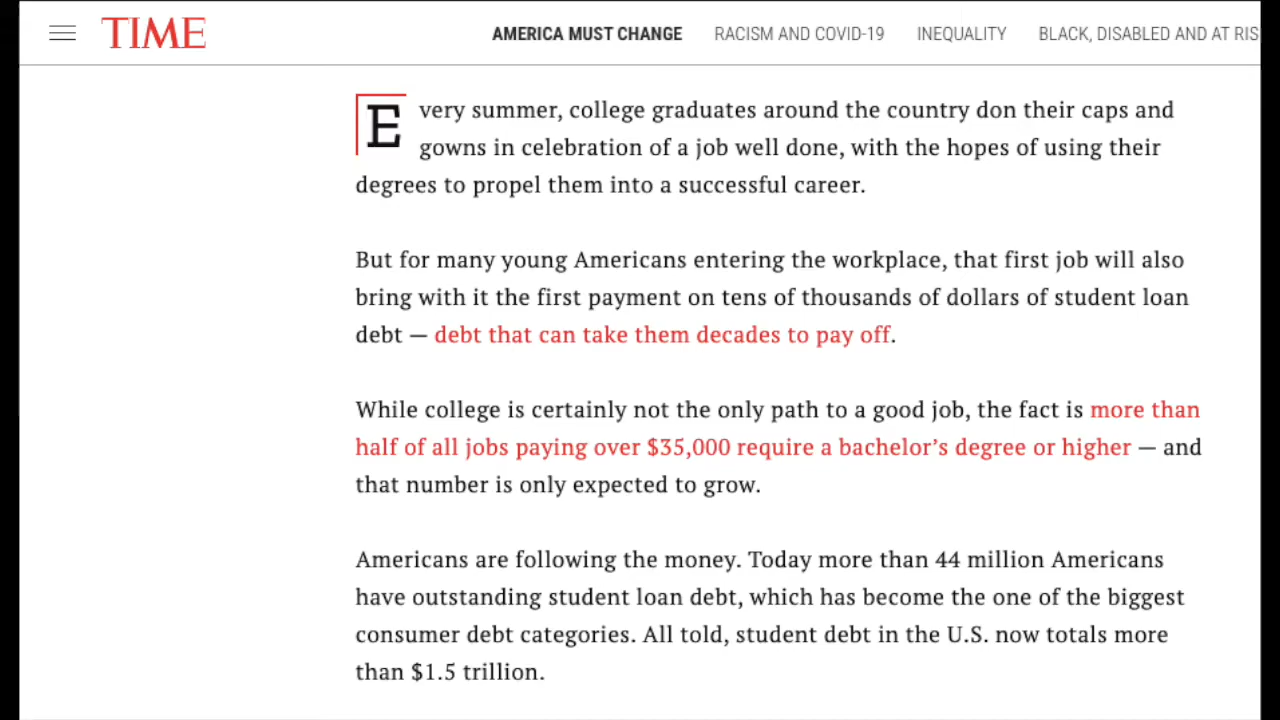 TIME
AMERICA MUST CHANGE RACISM AND COVID-19 INEQUALITY BLACK, DISABLED AND AT RIS
Every summer, college graduates around the country don their caps and
gowns in celebration of a job well done, with the hopes of using their
degrees to propel them into a successful career.
But for many young Americans entering the workplace, that first job will also
bring with it the first payment on tens of thousands of dollars of student loan
debt — debt that can take them decades to pay off.
While college is certainly not the only path to a good job, the fact is more than
half of all jobs paying over $35,000 require a bachelor’s degree or higher — and
that number is only expected to grow.
Americans are following the money. Today more than 44 million Americans
have outstanding student loan debt, which has become the one of the biggest
consumer debt categories. All told, student debt in the U.S. now totals more
than $1.5 trillion.